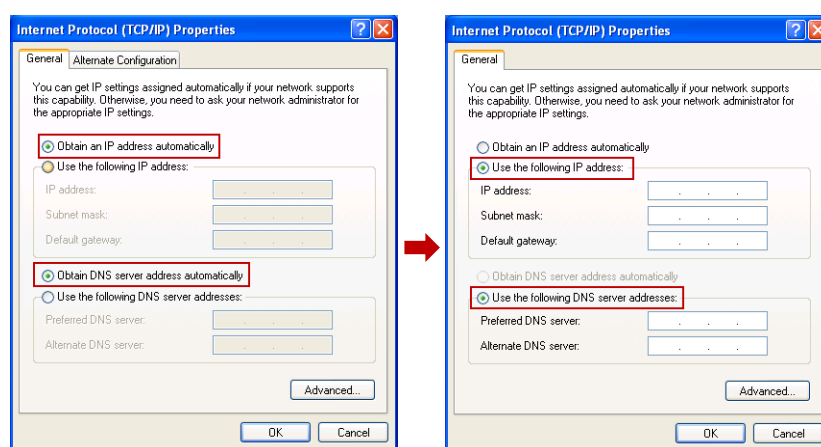 Internet Protocol (TCP/IP) Properties
General
Alternate Configuration
You can get IP settings assigned automatically if your network supports
this capability. Otherwise, you need to ask your network administrator for
the appropriate IP settings.
Obtain an IP address automatically
Use the following IP address:
IP address:
Subnet mask:
Default gateway:
Obtain DNS server address automatically
Use the following DNS server addresses:
Preferred DNS server:
Alternate DNS server:
Advanced...
OK
Cancel
Internet Protocol (TCP/IP) Properties
General
You can get IP settings assigned automatically if your network supports
this capability. Otherwise, you need to ask your network administrator for
the appropriate IP settings.
Obtain an IP address automatically
Use the following IP address:
IP address:
Subnet mask:
Default gateway:
Obtain DNS server address automatically
Use the following DNS server addresses:
Preferred DNS server:
Alternate DNS server:
Advanced...
OK
Cancel